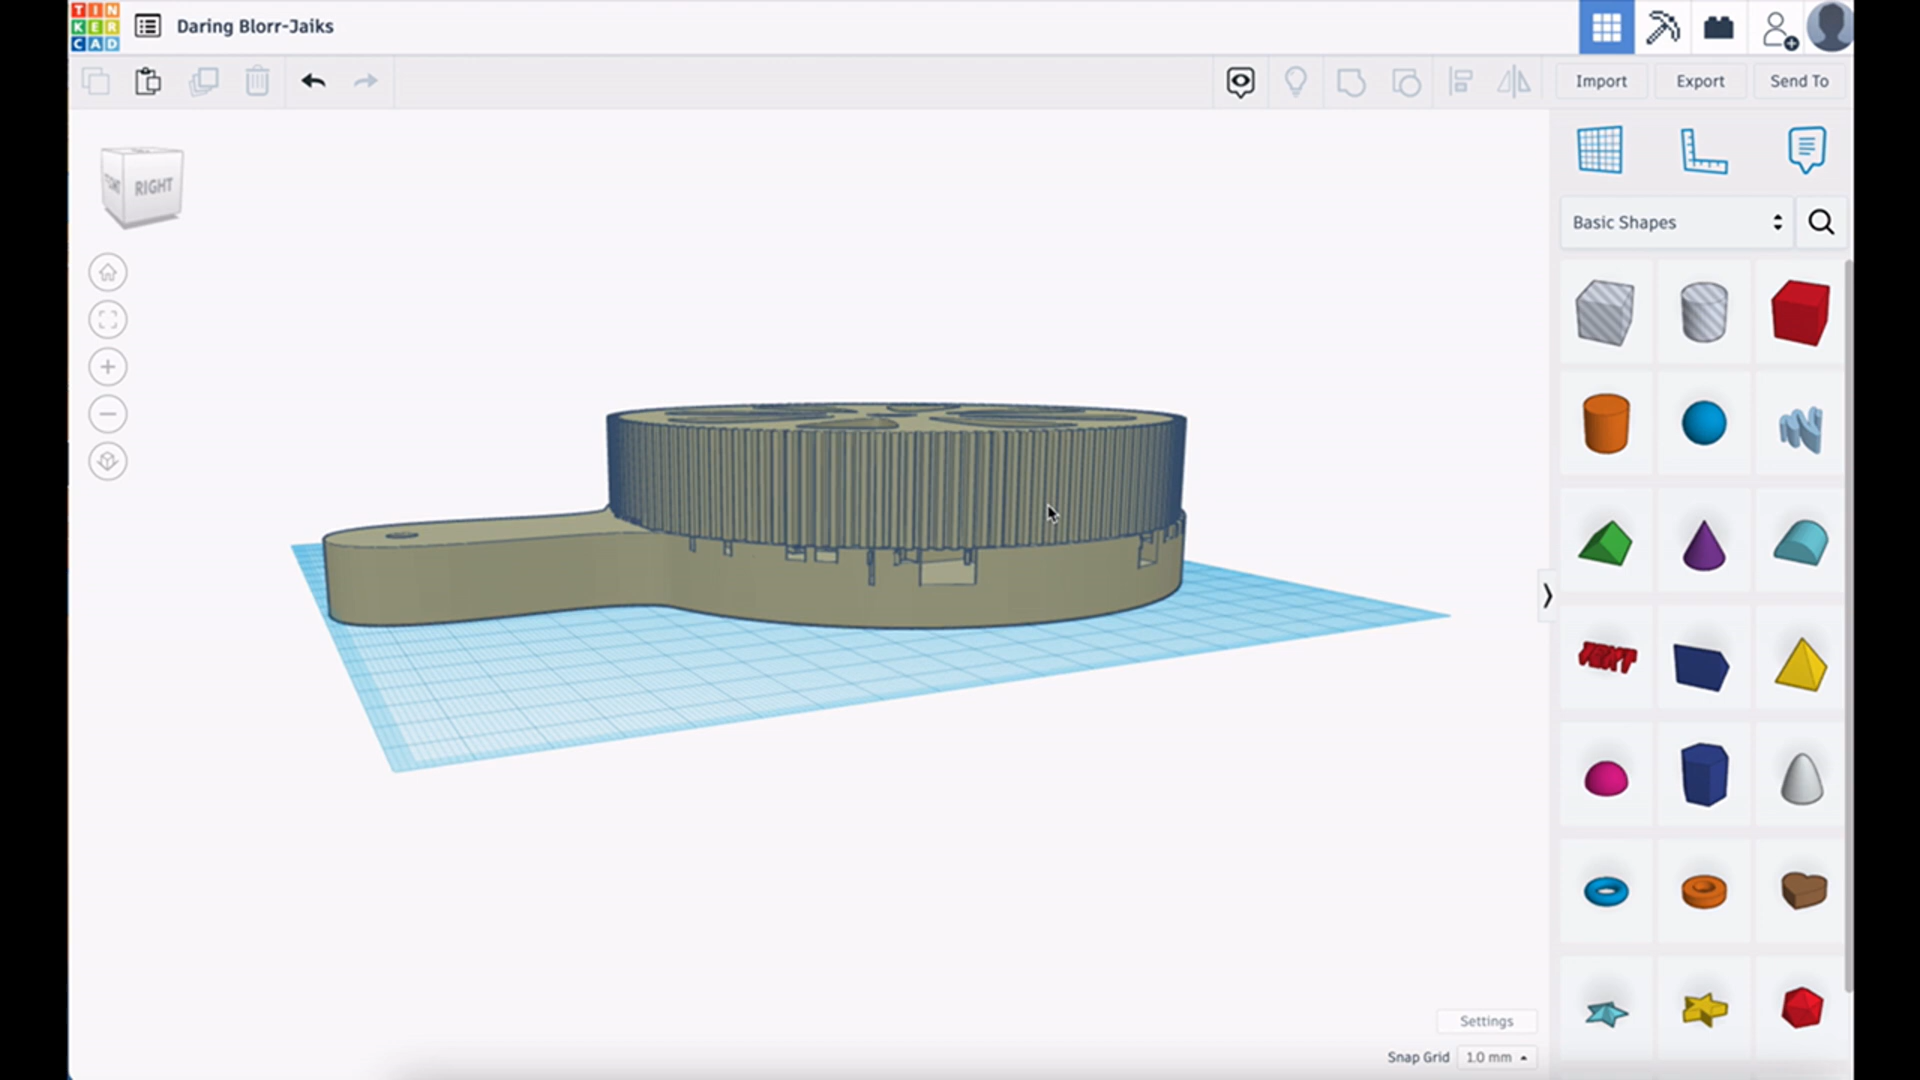 TIN
KER
CAD
Daring Blorr-Jaiks
Import
Export
Send To
RIGHT
Basic Shapes
TEXT
Settings
Snap Grid
1.0 mm